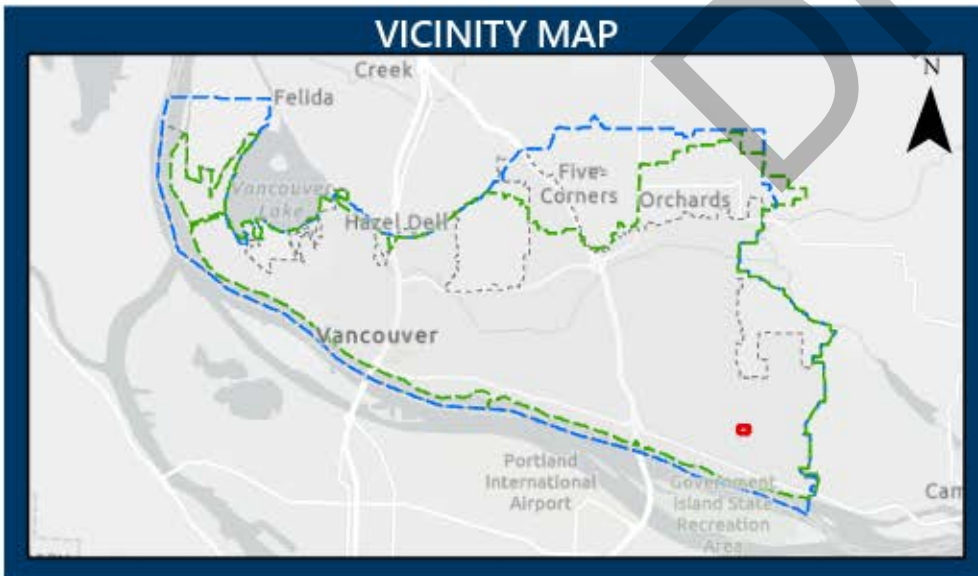 VICINITY MAP
N
Creek
Felida
Vancouver
Lake
Hazel Dell
Five
Corners
Orchards
Vancouver
Portland
International
Airport
Government
Island State
Recreation
Area
Cam